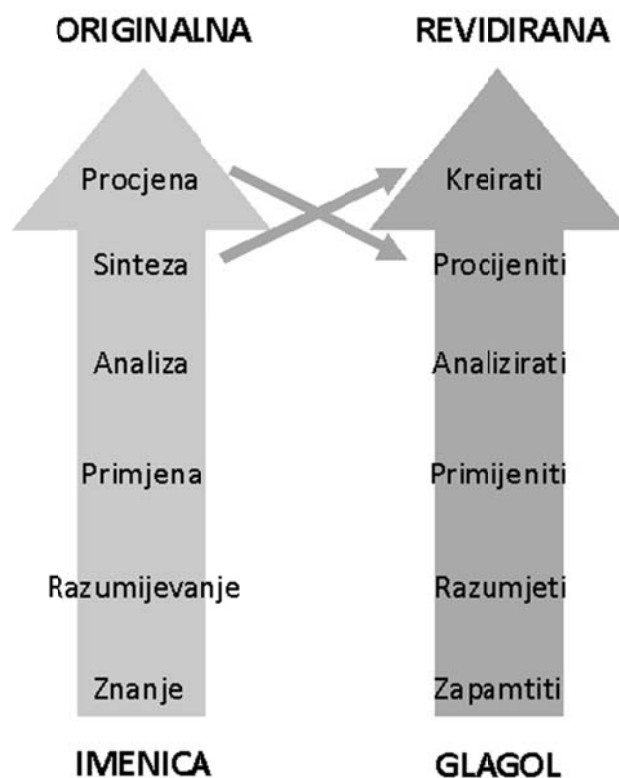 ORIGINALNA
REVIDIRANA
Procjena
Kreirati
Sinteza
Procijeniti
Analiza
Analizirati
Primjena
Primijeniti
Razumijevanje
Razumjeti
Znanje
Zapamtiti
IMENICA
GLAGOL